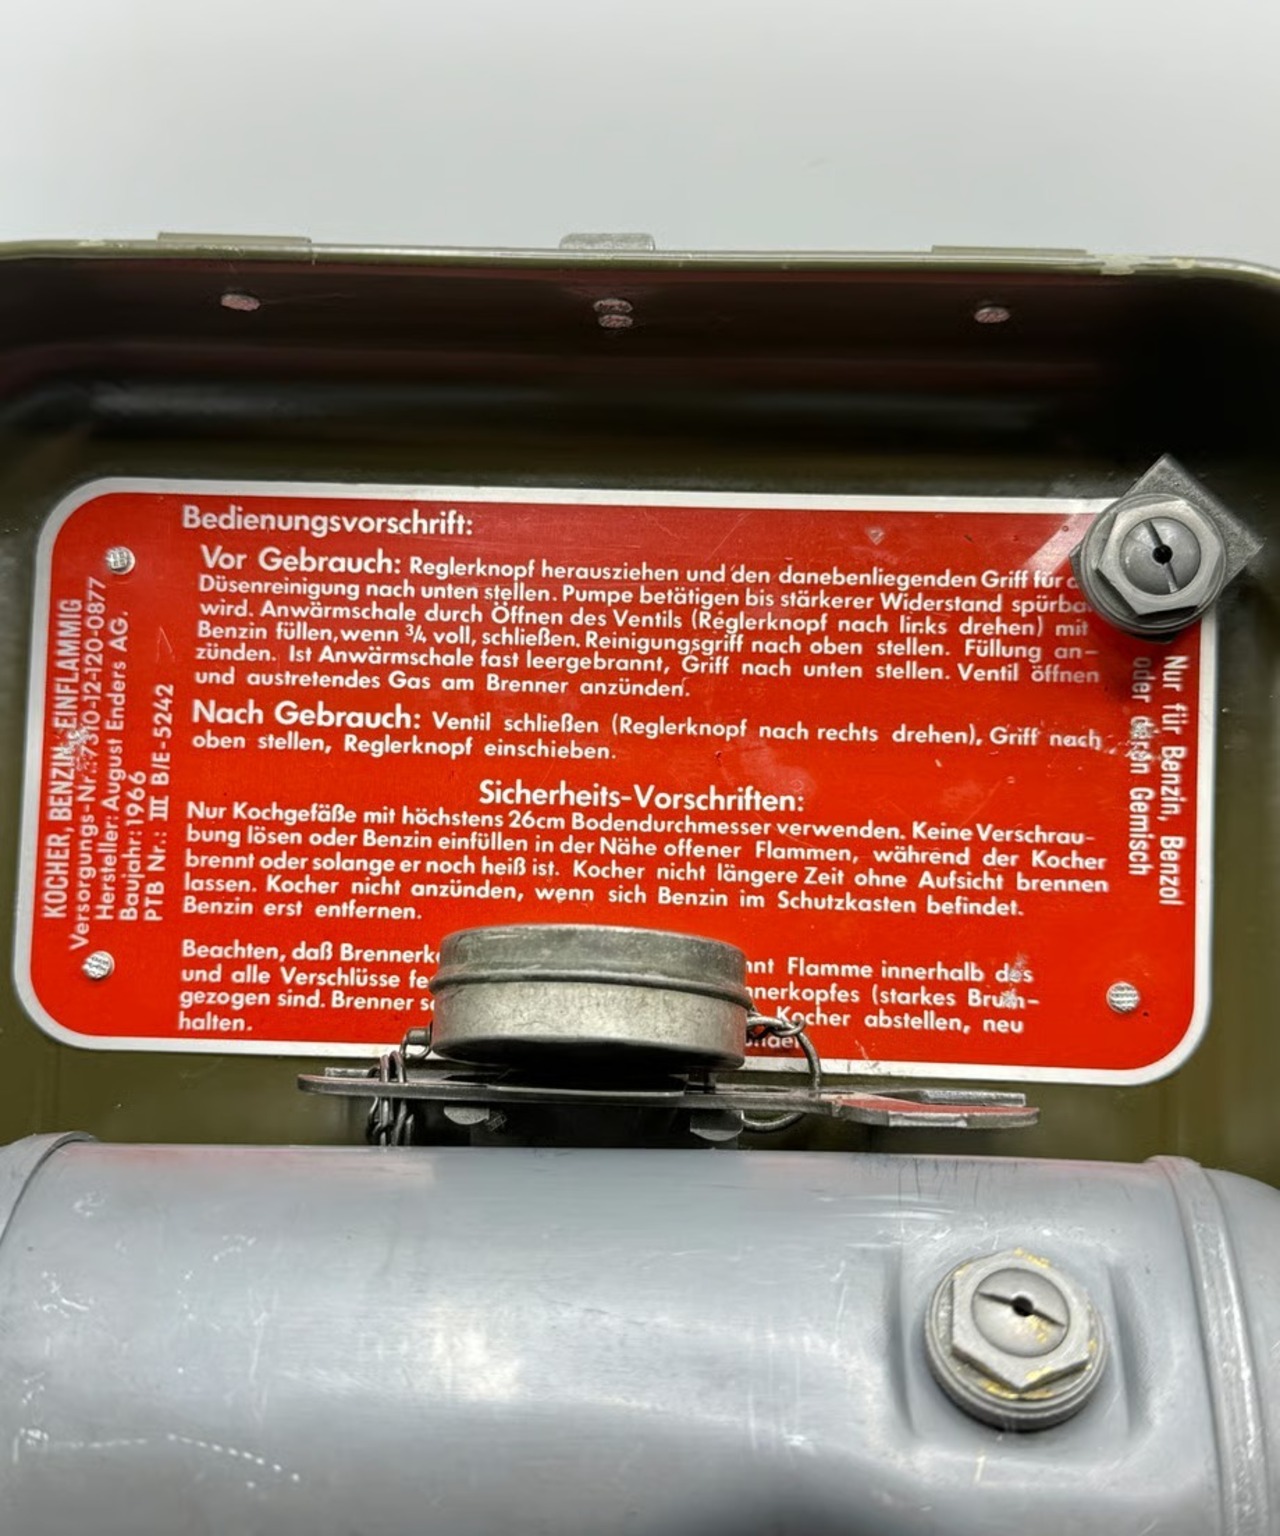 KOCHER, BENZIN, EINFLAMMIG
Versorgungs-Nr.: 7310-12-120-0877
Hersteller: August Enders AG.
Baujahr: 1966
PTB Nr.: III B/E-5242
Bedienungsvorschrift:
Vor Gebrauch: Reglerknopf herausziehen und den danebenliegenden Griff für
Düsenreinigung nach unten stellen. Pumpe betätigen bis stärkerer Widerstand
wird. Anwärmschale durch Öffnen des Ventils (Reglerknopf nach links drehen) mit
Benzin füllen, wenn ¾ voll, schließen. Reinigungsgriff nach oben stellen. Füllung an-
zünden. Ist Anwärmschale fast leergebrannt, Griff nach unten stellen. Ventil öffnen
und austretendes Gas am Brenner anzünden.
Nach Gebrauch: Ventil schließen (Reglerknopf nach rechts drehen), Griff nach
oben stellen, Reglerknopf einschieben.
Sicherheits-Vorschriften:
Nur Kochgefäße mit höchstens 26cm Bodendurchmesser verwenden. Keine Verschrau-
bung lösen oder Benzin einfüllen in der Nähe offener Flammen, während der Kocher
brennt oder solange er noch heiß ist. Kocher nicht längere Zeit ohne Aufsicht brennen
lassen. Kocher nicht anzünden, wenn sich Benzin im Schutzkasten befindet.
Benzin erst entfernen.
Beachten, daß Flamme innerhalb des
und alle Verschlüsse (starkes
gezogen sind. Brenner Kocher abstellen, neu
halten.
Nur für Benzin, Benzol
oder deren Gemisch